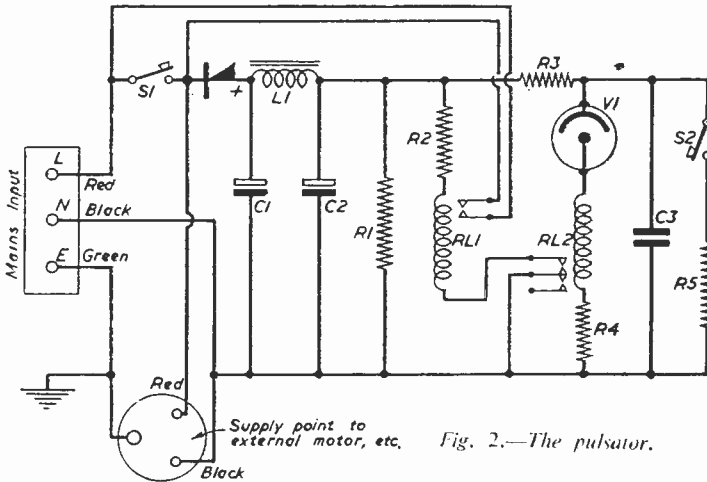 S1
+
L1
R3
+
V1
S2
L
Red
N
Black
E
Green
Mains Input
C1
C2
R1
R2
RL1
RL2
C3
R4
R5
Red
Supply point to
external motor, etc.
Black
Fig. 2.—The pulsator.